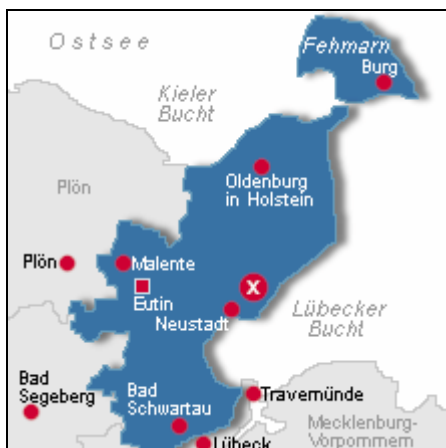 Ostsee
Fehmarn
Burg
Kieler
Bucht
Oldenburg
in Holstein
Plön
Plön
Malente
Eutin
X
Neustadt
Lübecker
Bucht
Bad
Segeberg
Bad
Schwartau
Travemünde
Lübeck
Mecklenburg-
Vorpommern